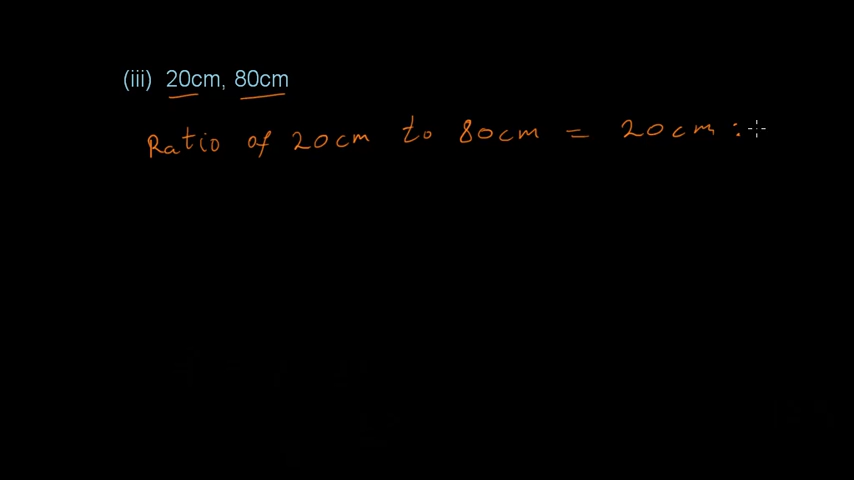 (iii) 20cm, 80cm
Ratio of 20cm to 80cm = 20cm :